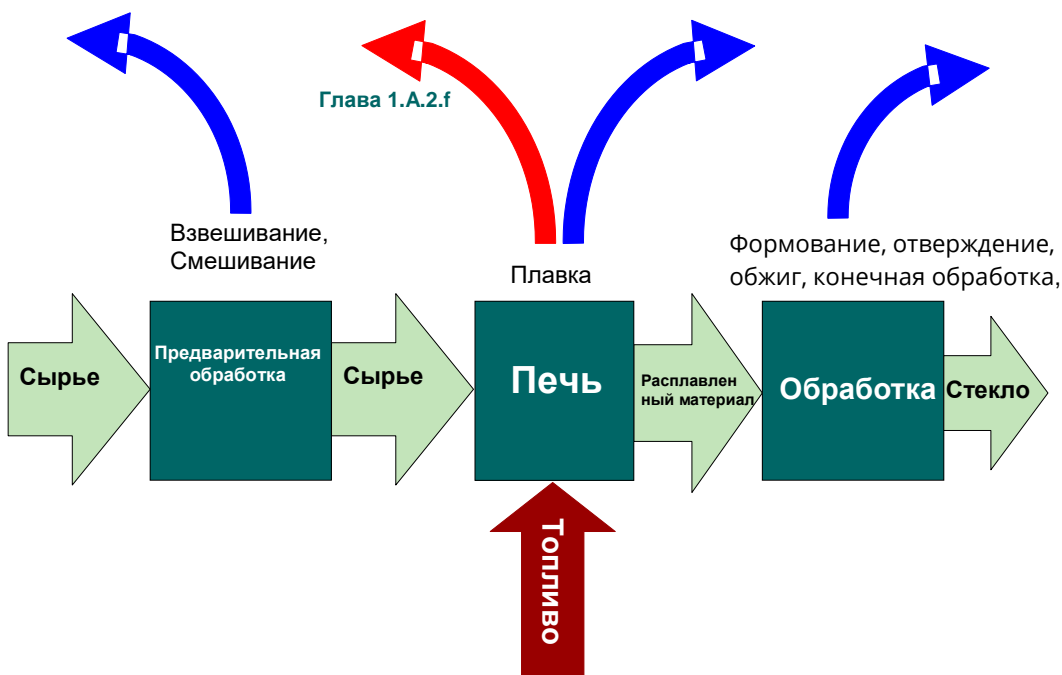 Глава 1.A.2.f
Взвешивание,
Смешивание
Плавка
Формование, отверждение,
обжиг, конечная обработка,
Сырье
Предварительная
обработка
Сырье
Печь
Расплавлен
ный материал
Обработка
Стекло
Топливо